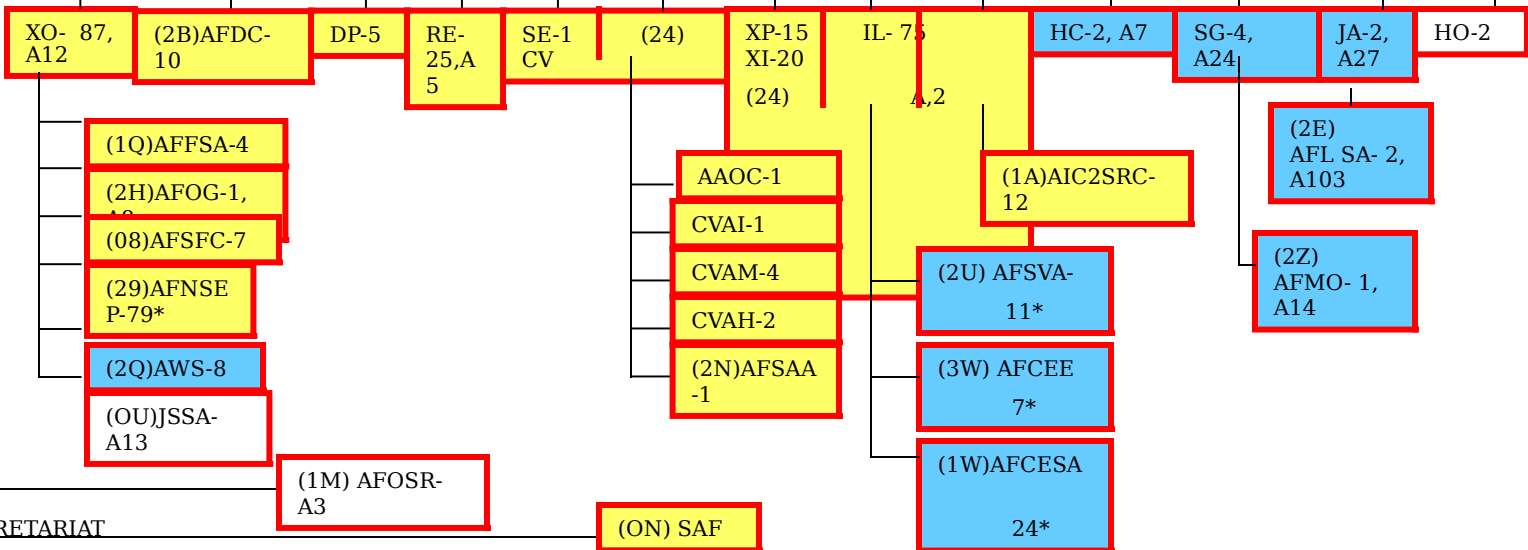 XO- 87,
A12
(2B)AFDC-
10
DP-5
RE-
25,A
5
SE-1
CV
(24)
XP-15
XI-20
(24)
IL- 75
A,2
HC-2, A7
SG-4,
A24
JA-2,
A27
HO-2
(1Q)AFFSA-4
(2H)AFOG-1,
(08)AFSFC-7
(29)AFNSE
P-79*
(2Q)AWS-8
(OU)JSSA-
A13
(1M) AFOSR-
A3
AAOC-1
CVAI-1
CVAM-4
CVAH-2
(2N)AFSAA
-1
(1A)AIC2SRC-
12
(2U) AFSVA-
11*
(3W) AFCEE
7*
(1W)AFCESA
24*
(2E)
AFL SA- 2,
A103
(2Z)
AFMO- 1,
A14
RETARIAT
(ON) SAF